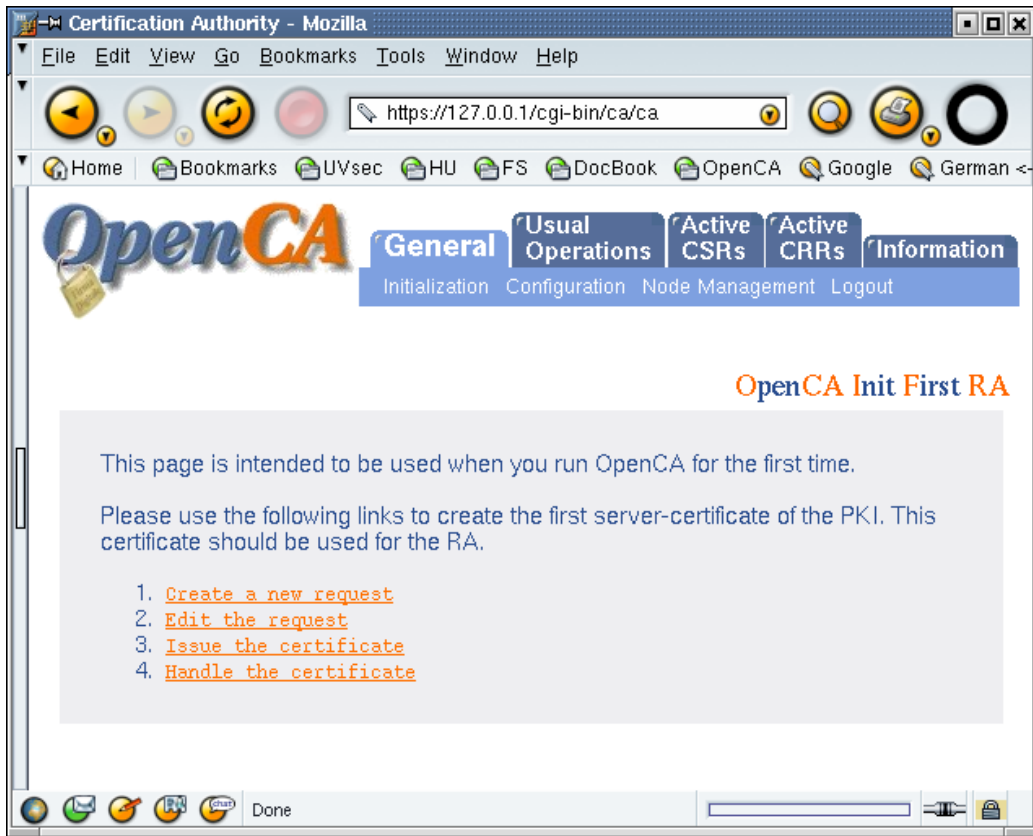 Certification Authority - Mozilla
File Edit View Go Bookmarks Tools Window Help
https://127.0.0.1/cgi-bin/ca/ca
Home Bookmarks UVsec HU FS DocBook OpenCA Google German <-
OpenCA
General
Usual Operations
Active CSRs
Active CRRs
Information
Initialization Configuration Node Management Logout
OpenCA Init First RA
This page is intended to be used when you run OpenCA for the first time.
Please use the following links to create the first server-certificate of the PKI. This
certificate should be used for the RA.
1. Create a new request
2. Edit the request
3. Issue the certificate
4. Handle the certificate
Done